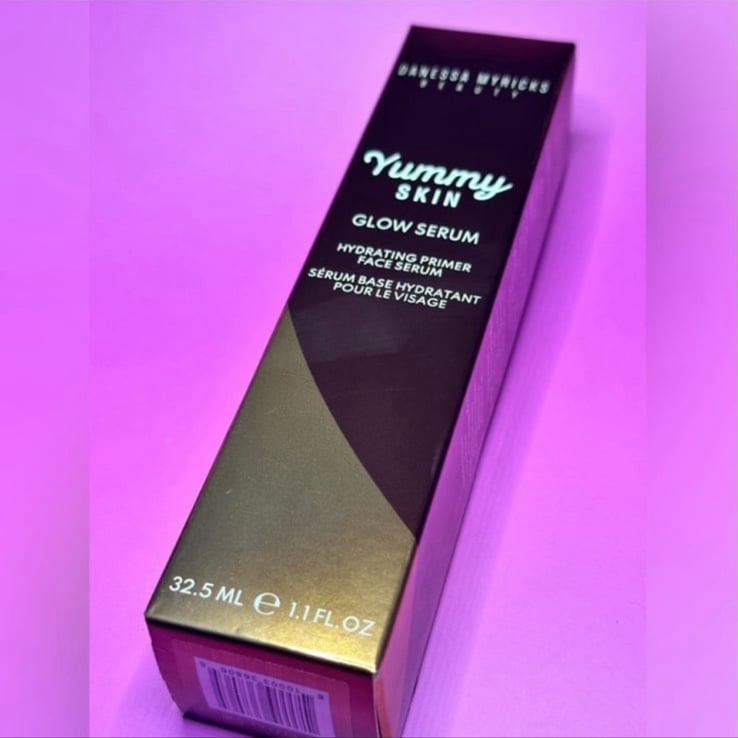 DANESSA MYRICKS
BEAUTY
Yummy
SKIN
GLOW SERUM
HYDRATING PRIMER
FACE SERUM
SÉRUM BASE HYDRATANT
POUR LE VISAGE
32.5 ML ℮ 1.1 FL. OZ